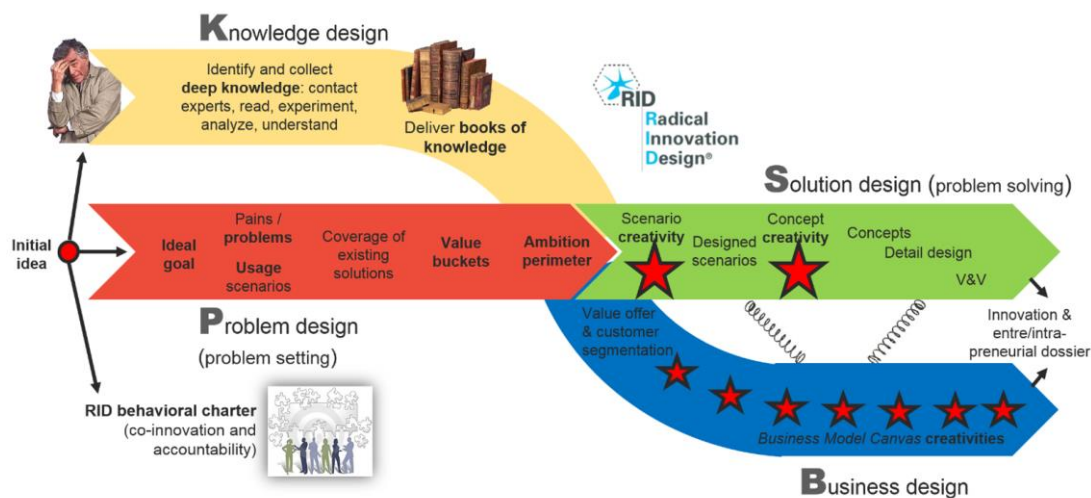 Knowledge design
Identify and collect
deep knowledge: contact
experts, read, experiment,
analyze, understand
Deliver books of
knowledge
RID
Radical
Innovation
Design®
Solution design (problem solving)
Initial
idea
Ideal
goal
Pains /
problems
Usage
scenarios
Coverage of
existing
solutions
Value
buckets
Ambition
perimeter
Scenario
creativity
Designed
scenarios
Concept
creativity
Concepts
Detail design
V&V
Problem design
(problem setting)
Value offer
& customer
segmentation
Innovation &
entre/intra-
preneurial dossier
RID behavioral charter
(co-innovation and
accountability)
Business Model Canvas creativities
Business design